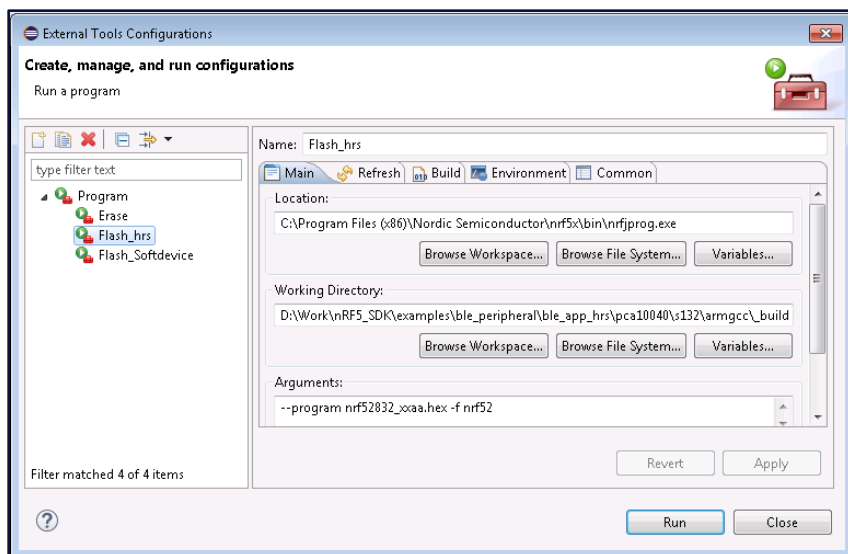 External Tools Configurations
Create, manage, and run configurations
Run a program
type filter text
Program
Erase
Flash_hrs
Flash_Softdevice
Filter matched 4 of 4 items
Name: Flash_hrs
Main Refresh Build Environment Common
Location:
C:\Program Files (x86)\Nordic Semiconductor\nrf5x\bin\nrfjprog.exe
Browse Workspace... Browse File System... Variables...
Working Directory:
D:\Work\nRF5_SDK\examples\ble_peripheral\ble_app_hrs\pca10040\s132\armgcc\_build
Browse Workspace... Browse File System... Variables...
Arguments:
--program nrf52832_xxaa.hex -f nrf52
Revert Apply
Run Close